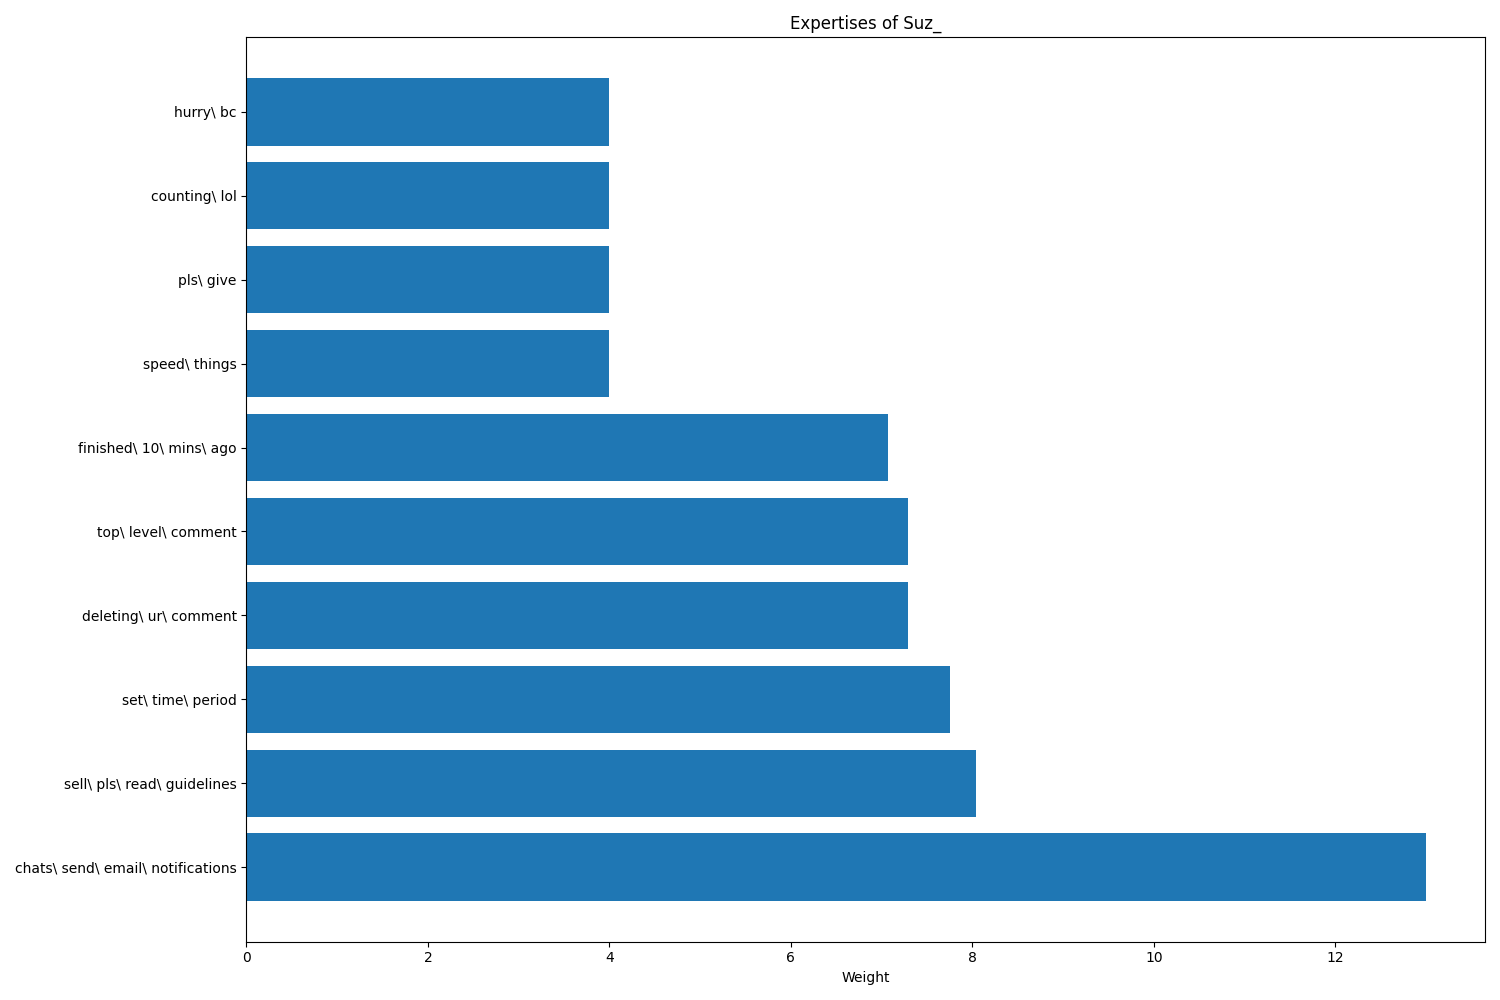 Expertises of Suz_
hurry\ bc
counting\ lol
pls\ give
speed\ things
finished\ 10\ mins\ ago
top\ level\ comment
deleting\ ur\ comment
set\ time\ period
sell\ pls\ read\ guidelines
chats\ send\ email\ notifications
0 2 4 6 8 10 12
Weight